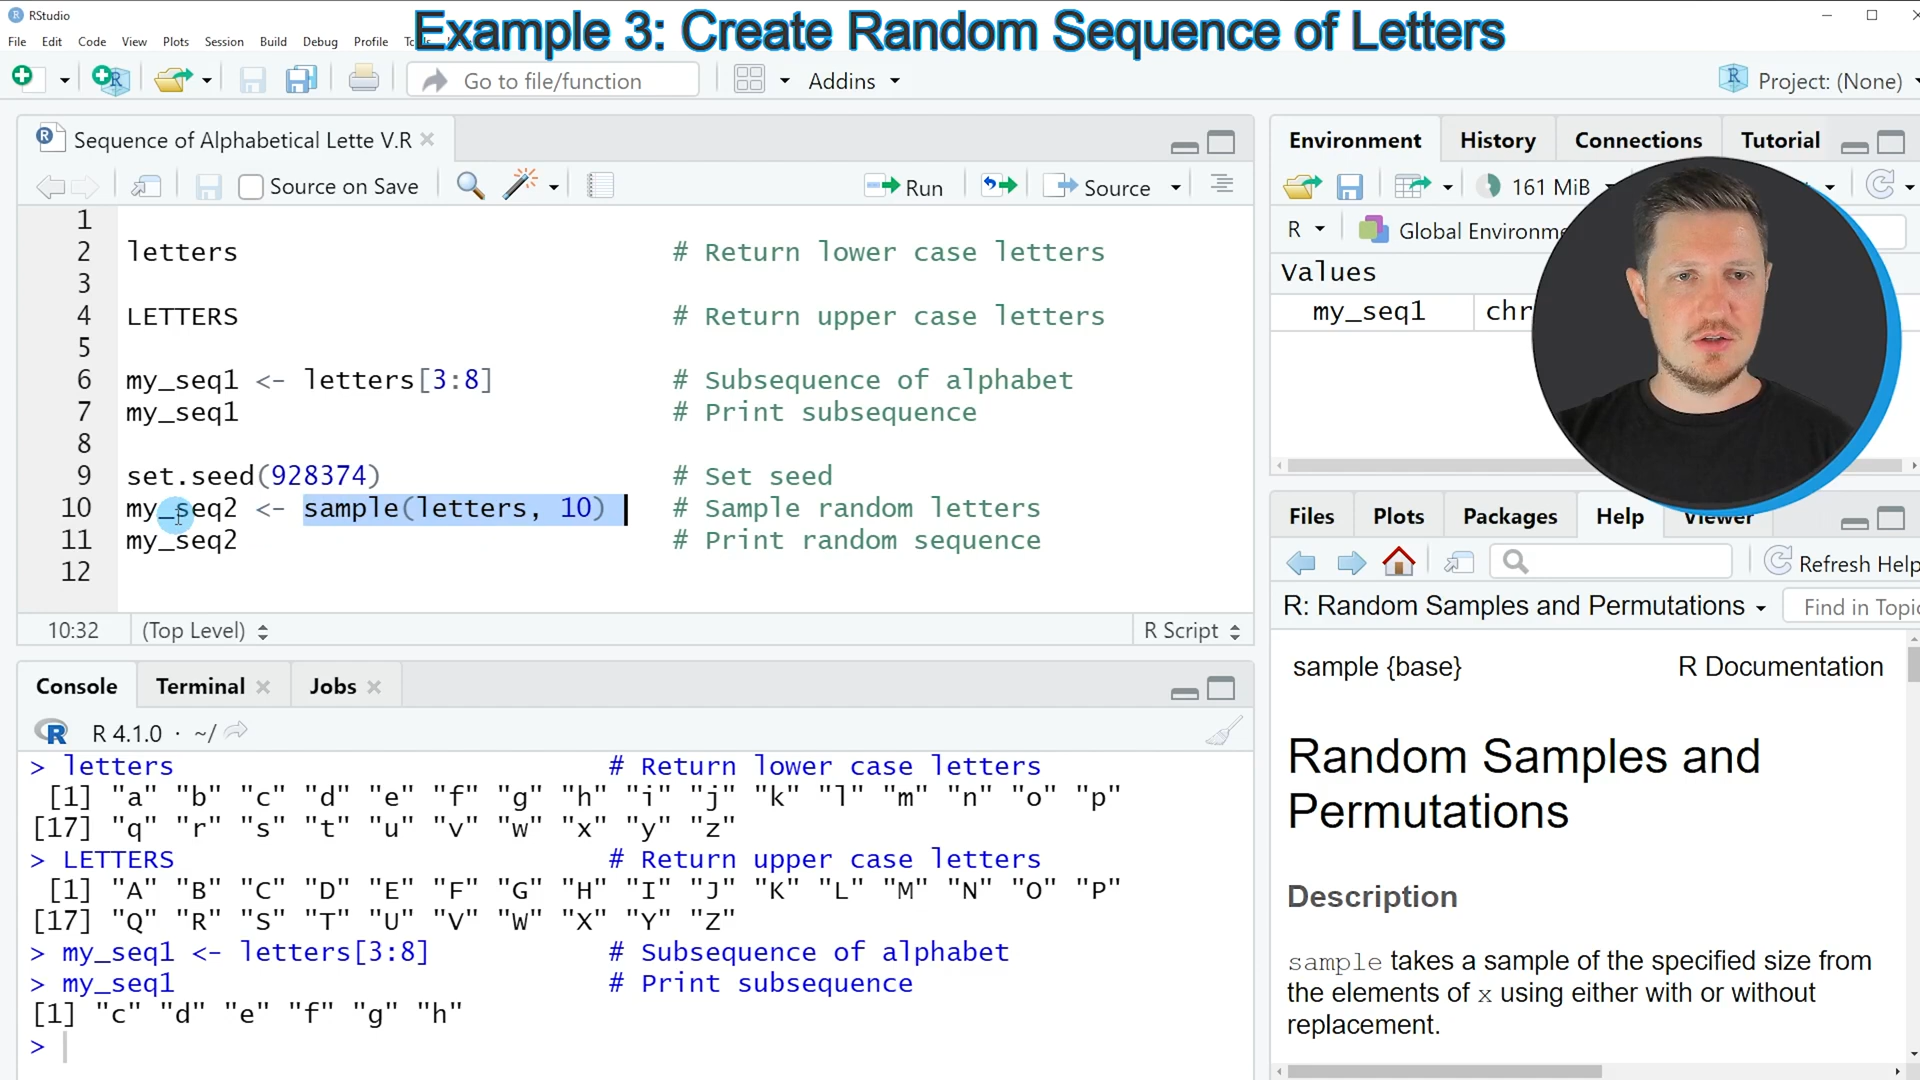 RStudio
Example 3: Create Random Sequence of Letters
File Edit Code View Plots Session Build Debug Profile
Go to file/function
Addins
Project: (None)
Sequence of Alphabetical Lette V.R
Source on Save
Run
Source
1
2 letters # Return lower case letters
3
4 LETTERS # Return upper case letters
5
6 my_seq1 <- letters[3:8] # Subsequence of alphabet
7 my_seq1 # Print subsequence
8
9 set.seed(928374) # Set seed
10 my_seq2 <- sample(letters, 10) # Sample random letters
11 my_seq2 # Print random sequence
12
10:32 (Top Level) R Script
Console Terminal Jobs
R 4.1.0 · ~/
> letters # Return lower case letters
[1] "a" "b" "c" "d" "e" "f" "g" "h" "i" "j" "k" "l" "m" "n" "o" "p"
[17] "q" "r" "s" "t" "u" "v" "w" "x" "y" "z"
> LETTERS # Return upper case letters
[1] "A" "B" "C" "D" "E" "F" "G" "H" "I" "J" "K" "L" "M" "N" "O" "P"
[17] "Q" "R" "S" "T" "U" "V" "W" "X" "Y" "Z"
> my_seq1 <- letters[3:8] # Subsequence of alphabet
> my_seq1 # Print subsequence
[1] "c" "d" "e" "f" "g" "h"
>
Environment History Connections Tutorial
161 MiB
R Global Environme
Values
my_seq1 chr
Files Plots Packages Help Viewer
Refresh Help
R: Random Samples and Permutations Find in Topic
sample {base} R Documentation
Random Samples and
Permutations
Description
sample takes a sample of the specified size from
the elements of x using either with or without
replacement.